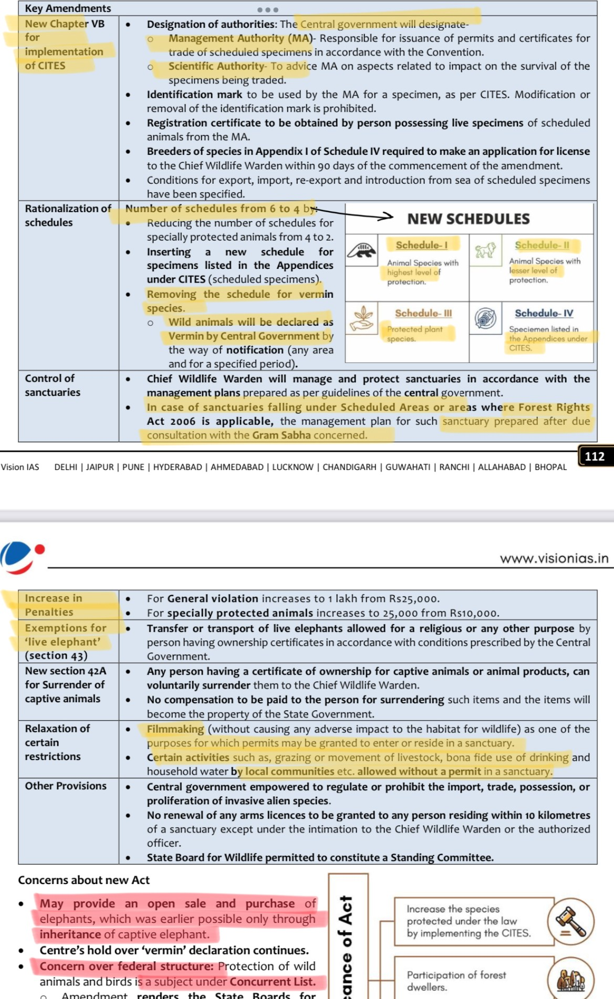 Key Amendments
New Chapter VB
for
implementation
of CITES
• Designation of authorities: The Central government will designate-
o Management Authority (MA)- Responsible for issuance of permits and certificates for
trade of scheduled specimens in accordance with the Convention.
o Scientific Authority- To advice MA on aspects related to impact on the survival of the
specimens being traded.
• Identification mark to be used by the MA for a specimen, as per CITES. Modification or
removal of the identification mark is prohibited.
• Registration certificate to be obtained by person possessing live specimens of scheduled
animals from the MA.
• Breeders of species in Appendix I of Schedule IV required to make an application for license
to the Chief Wildlife Warden within 90 days of the commencement of the amendment.
• Conditions for export, import, re-export and introduction from sea of scheduled specimens
have been specified.
Rationalization of
schedules
Number of schedules from 6 to 4 by:
• Reducing the number of schedules for
specially protected animals from 4 to 2.
• Inserting a new schedule for
specimens listed in the Appendices
under CITES (scheduled specimens).
• Removing the schedule for vermin
species.
o Wild animals will be declared as
Vermin by Central Government by
the way of notification (any area
and for a specified period).
NEW SCHEDULES
Schedule- I
Animal Species with
highest level of
protection.
Schedule- II
Animal Species with
lesser level of
protection.
Schedule- III
Protected plant
species.
Schedule- IV
Speciemen listed in
the Appendices under
CITES.
Control of
sanctuaries
• Chief Wildlife Warden will manage and protect sanctuaries in accordance with the
management plans prepared as per guidelines of the central government.
• In case of sanctuaries falling under Scheduled Areas or areas where Forest Rights
Act 2006 is applicable, the management plan for such sanctuary prepared after due
consultation with the Gram Sabha concerned.
112
Vision IAS DELHI | JAIPUR | PUNE | HYDERABAD | AHMEDABAD | LUCKNOW | CHANDIGARH | GUWAHATI | RANCHI | ALLAHABAD | BHOPAL
www.visionias.in
Increase in
Penalties
• For General violation increases to 1 lakh from Rs25,000.
• For specially protected animals increases to 25,000 from Rs10,000.
Exemptions for
'live elephant'
(section 43)
• Transfer or transport of live elephants allowed for a religious or any other purpose by
person having ownership certificates in accordance with conditions prescribed by the Central
Government.
New section 42A
for Surrender of
captive animals
• Any person having a certificate of ownership for captive animals or animal products, can
voluntarily surrender them to the Chief Wildlife Warden.
• No compensation to be paid to the person for surrendering such items and the items will
become the property of the State Government.
Relaxation of
certain
restrictions
• Filmmaking (without causing any adverse impact to the habitat for wildlife) as one of the
purposes for which permits may be granted to enter or reside in a sanctuary.
• Certain activities such as, grazing or movement of livestock, bona fide use of drinking and
household water by local communities etc. allowed without a permit in a sanctuary.
Other Provisions
• Central government empowered to regulate or prohibit the import, trade, possession, or
proliferation of invasive alien species.
• No renewal of any arms licences to be granted to any person residing within 10 kilometres
of a sanctuary except under the intimation to the Chief Wildlife Warden or the authorized
officer.
• State Board for Wildlife permitted to constitute a Standing Committee.
Concerns about new Act
• May provide an open sale and purchase of
elephants, which was earlier possible only through
inheritance of captive elephant.
• Centre's hold over 'vermin' declaration continues.
• Concern over federal structure: Protection of wild
animals and birds is a subject under Concurrent List.
o Amendment renders the State Boards for
of Act
Increase the species
protected under the law
by implementing the CITES.
Participation of forest
dwellers.